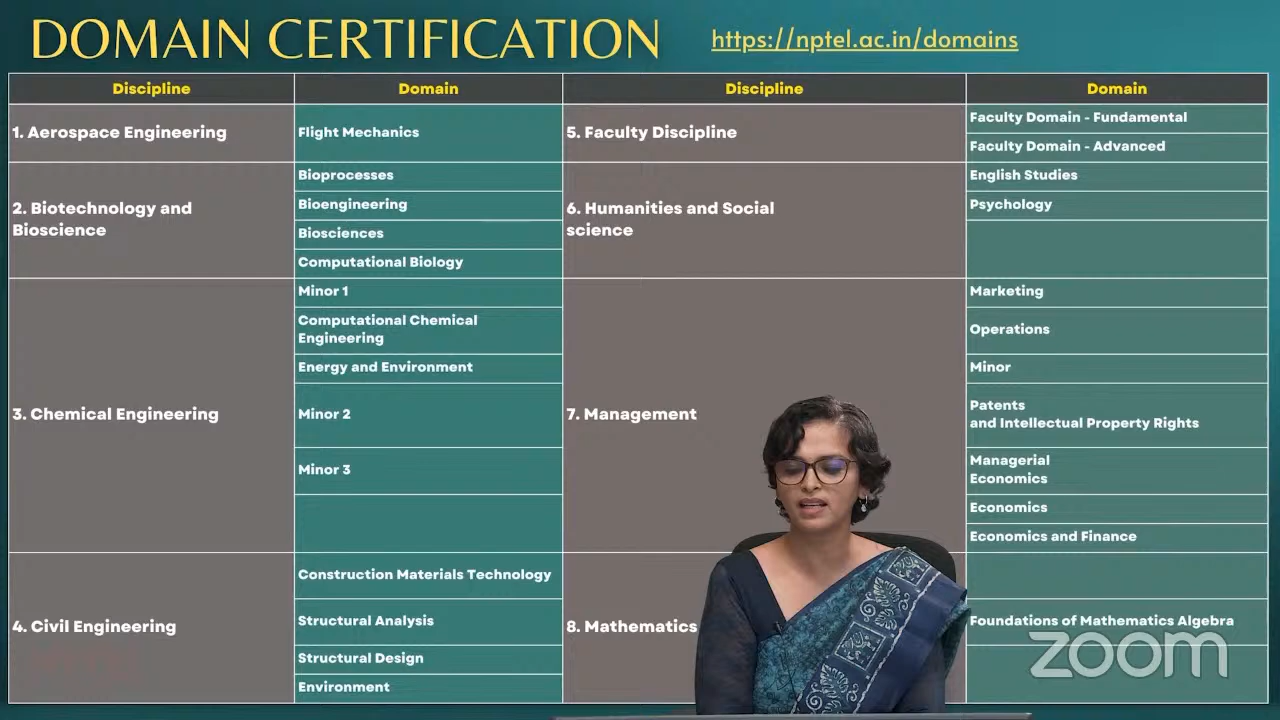 DOMAIN CERTIFICATION
https://nptel.ac.in/domains
Discipline
Domain
Discipline
Domain
1. Aerospace Engineering
Flight Mechanics
5. Faculty Discipline
Faculty Domain - Fundamental
Faculty Domain - Advanced
2. Biotechnology and
Bioscience
Bioprocesses
Bioengineering
Biosciences
Computational Biology
6. Humanities and Social
science
English Studies
Psychology
3. Chemical Engineering
Minor 1
Computational Chemical
Engineering
Energy and Environment
Minor 2
Minor 3
7. Management
Marketing
Operations
Minor
Patents
and Intellectual Property Rights
Managerial
Economics
Economics
Economics and Finance
4. Civil Engineering
Construction Materials Technology
Structural Analysis
Structural Design
Environment
8. Mathematics
Foundations of Mathematics Algebra
zoom